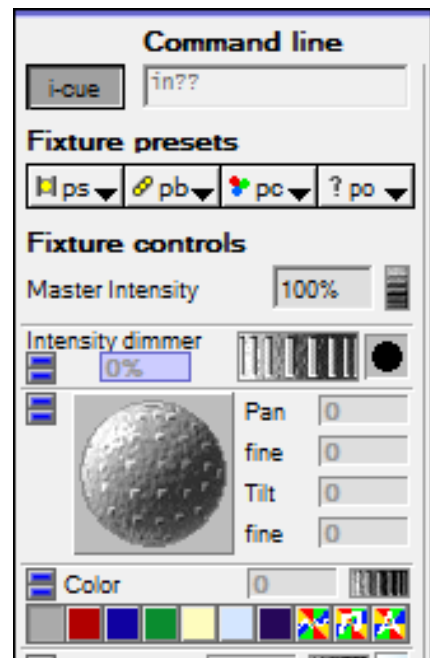 Command line
i-cue in??
Fixture presets
ps pb pc ? po
Fixture controls
Master Intensity 100%
Intensity dimmer
0%
Pan 0
fine 0
Tilt 0
fine 0
Color 0